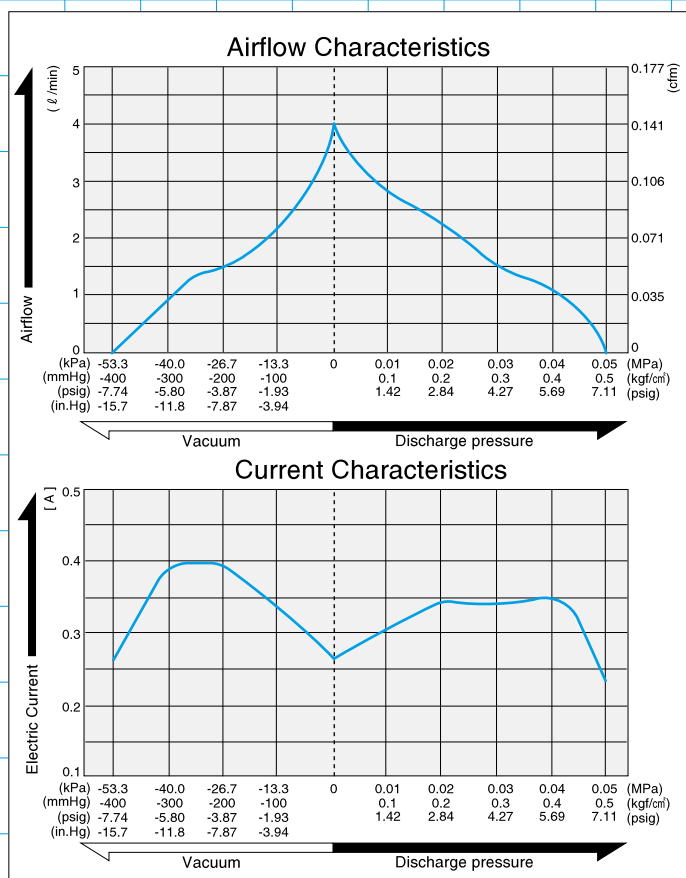 Airflow Characteristics
(ℓ/min)
(cfm)
5 0.177
4 0.141
3 0.106
2 0.071
1 0.035
0 0
Airflow
(kPa) -53.3 -40.0 -26.7 -13.3 0 0.01 0.02 0.03 0.04 0.05 (MPa)
(mmHg) -400 -300 -200 -100 0.1 0.2 0.3 0.4 0.5 (kgf/㎠)
(psig) -7.74 -5.80 -3.87 -1.93 1.42 2.84 4.27 5.69 7.11 (psig)
(in.Hg) -15.7 -11.8 -7.87 -3.94
Vacuum Discharge pressure
Current Characteristics
[A]
0.5
0.4
0.3
0.2
0.1
Electric Current
(kPa) -53.3 -40.0 -26.7 -13.3 0 0.01 0.02 0.03 0.04 0.05 (MPa)
(mmHg) -400 -300 -200 -100 0.1 0.2 0.3 0.4 0.5 (kgf/㎠)
(psig) -7.74 -5.80 -3.87 -1.93 1.42 2.84 4.27 5.69 7.11 (psig)
(in.Hg) -15.7 -11.8 -7.87 -3.94
Vacuum Discharge pressure